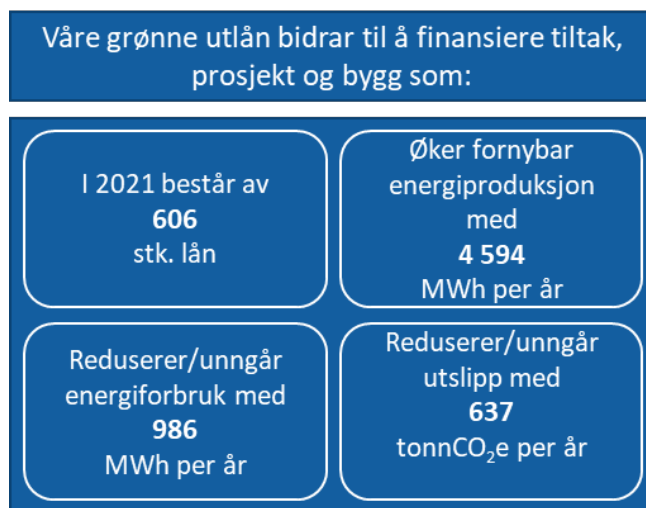 Våre grønne utlån bidrar til å finansiere tiltak,
prosjekt og bygg som:
I 2021 består av
606
stk. lån
Øker fornybar
energiproduksjon
med
4 594
MWh per år
Reduserer/unngår
energiforbruk med
986
MWh per år
Reduserer/unngår
utslipp med
637
tonnCO₂e per år